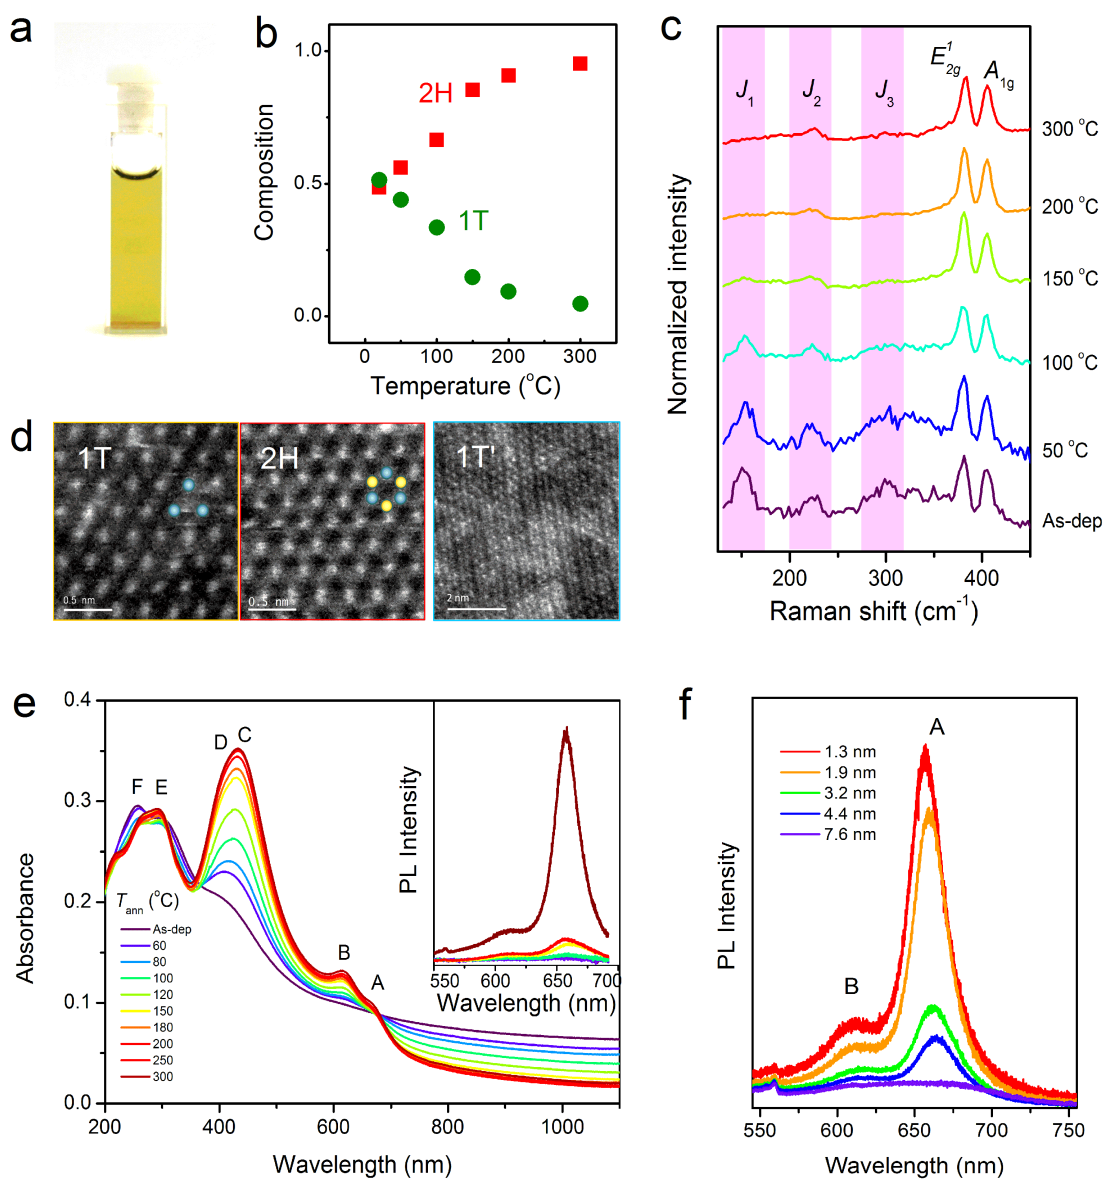 a
b
1.0
0.5
0.0
Composition
2H
1T
0
100
200
300
Temperature (°C)
c
Normalized intensity
J1
J2
J3
E¹2g
A1g
300 °C
200 °C
150 °C
100 °C
50 °C
As-dep
200
300
400
Raman shift (cm⁻¹)
d
1T
0.5 nm
2H
0.5 nm
1T'
2 nm
e
0.4
0.3
0.2
0.1
0.0
Absorbance
F
E
D
C
B
A
Tann (°C)
As-dep
60
80
100
120
150
180
200
250
300
200
400
600
800
1000
Wavelength (nm)
PL Intensity
550
600
650
700
Wavelength (nm)
f
PL Intensity
A
B
1.3 nm
1.9 nm
3.2 nm
4.4 nm
7.6 nm
550
600
650
700
750
Wavelength (nm)